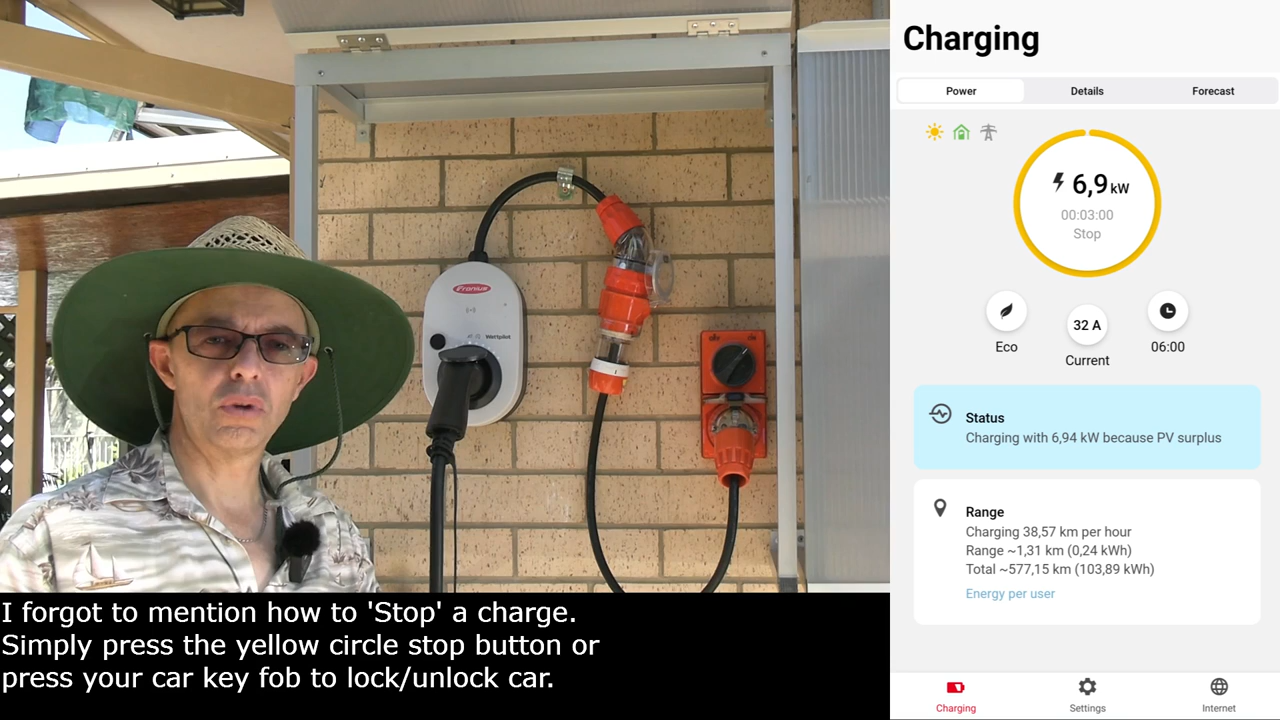 Charging
Power
Details
Forecast
6,9 kW
00:03:00
Stop
Eco
32 A
Current
06:00
Status
Charging with 6,94 kW because PV surplus
Range
Charging 38,57 km per hour
Range ~1,31 km (0,24 kWh)
Total ~577,15 km (103,89 kWh)
Energy per user
Charging
Settings
Internet
Fronius
Wattpilot
I forgot to mention how to 'Stop' a charge.
Simply press the yellow circle stop button or
press your car key fob to lock/unlock car.